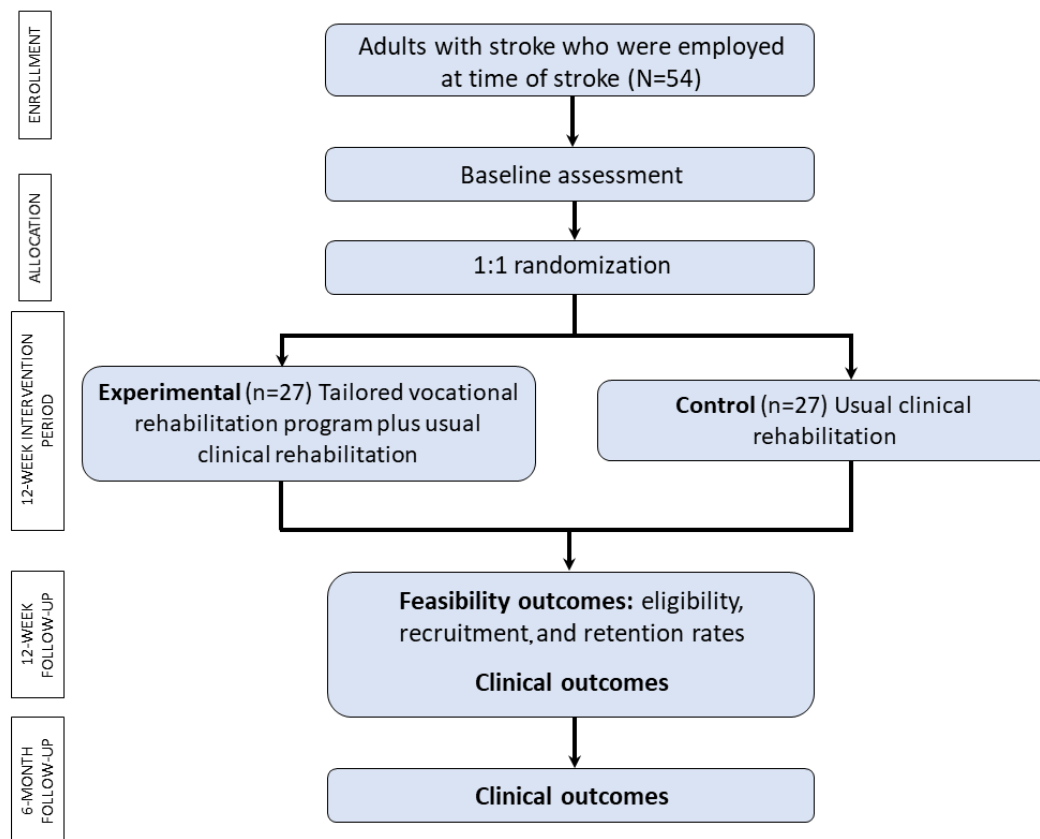 ENROLLMENT
Adults with stroke who were employed
at time of stroke (N=54)
ALLOCATION
Baseline assessment
1:1 randomization
12-WEEK INTERVENTION
PERIOD
Experimental (n=27) Tailored vocational
rehabilitation program plus usual
clinical rehabilitation
Control (n=27) Usual clinical
rehabilitation
12-WEEK
FOLLOW-UP
Feasibility outcomes: eligibility,
recruitment, and retention rates
Clinical outcomes
6-MONTH
FOLLOW-UP
Clinical outcomes